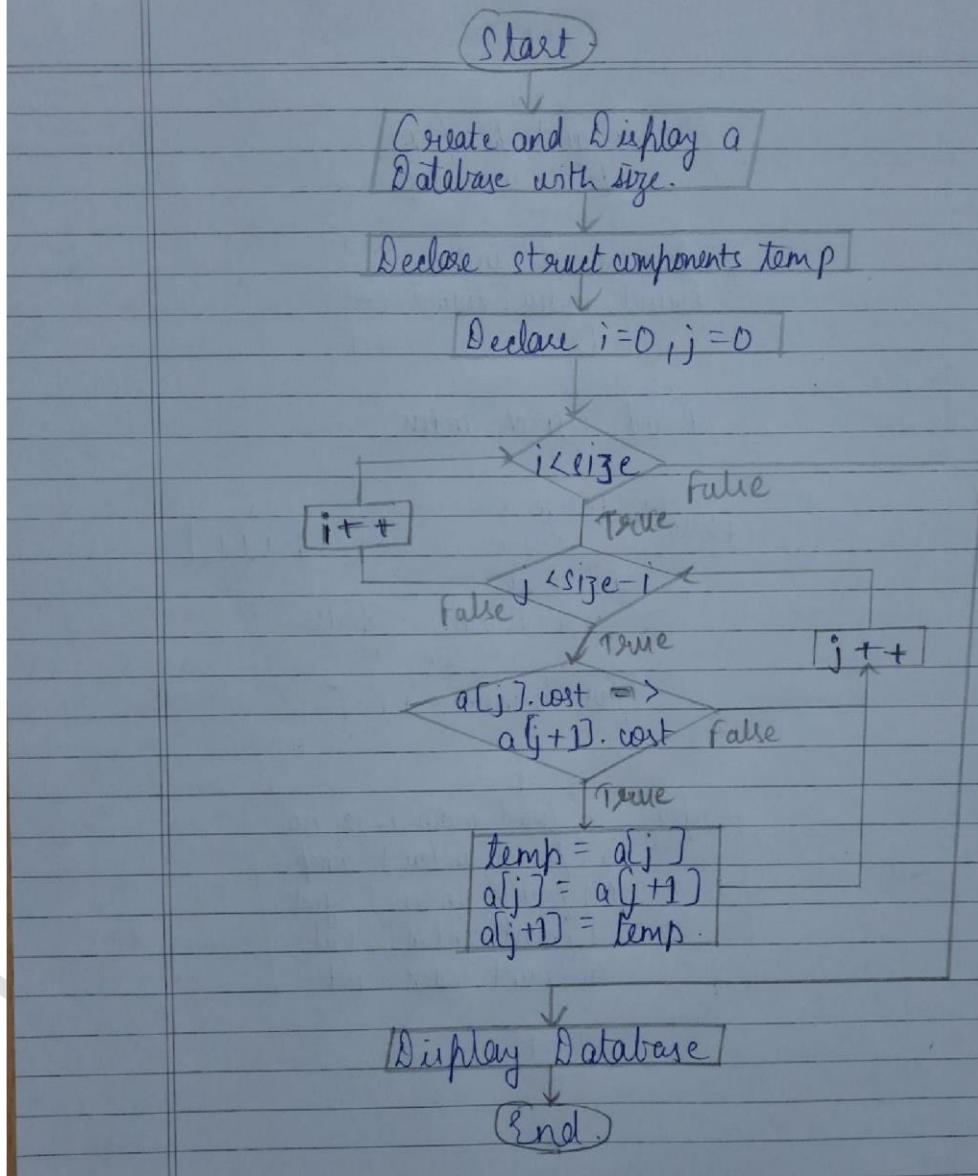 Start
Create and Display a
Database with size.
Declare struct components temp
Declare i=0, j=0
i<size
False
True
i++
j<size-i
False
True
j++
a[j].cost =>
a[j+1].cost
False
True
temp = a[j]
a[j] = a[j+1]
a[j+1] = temp.
Display Database
End.